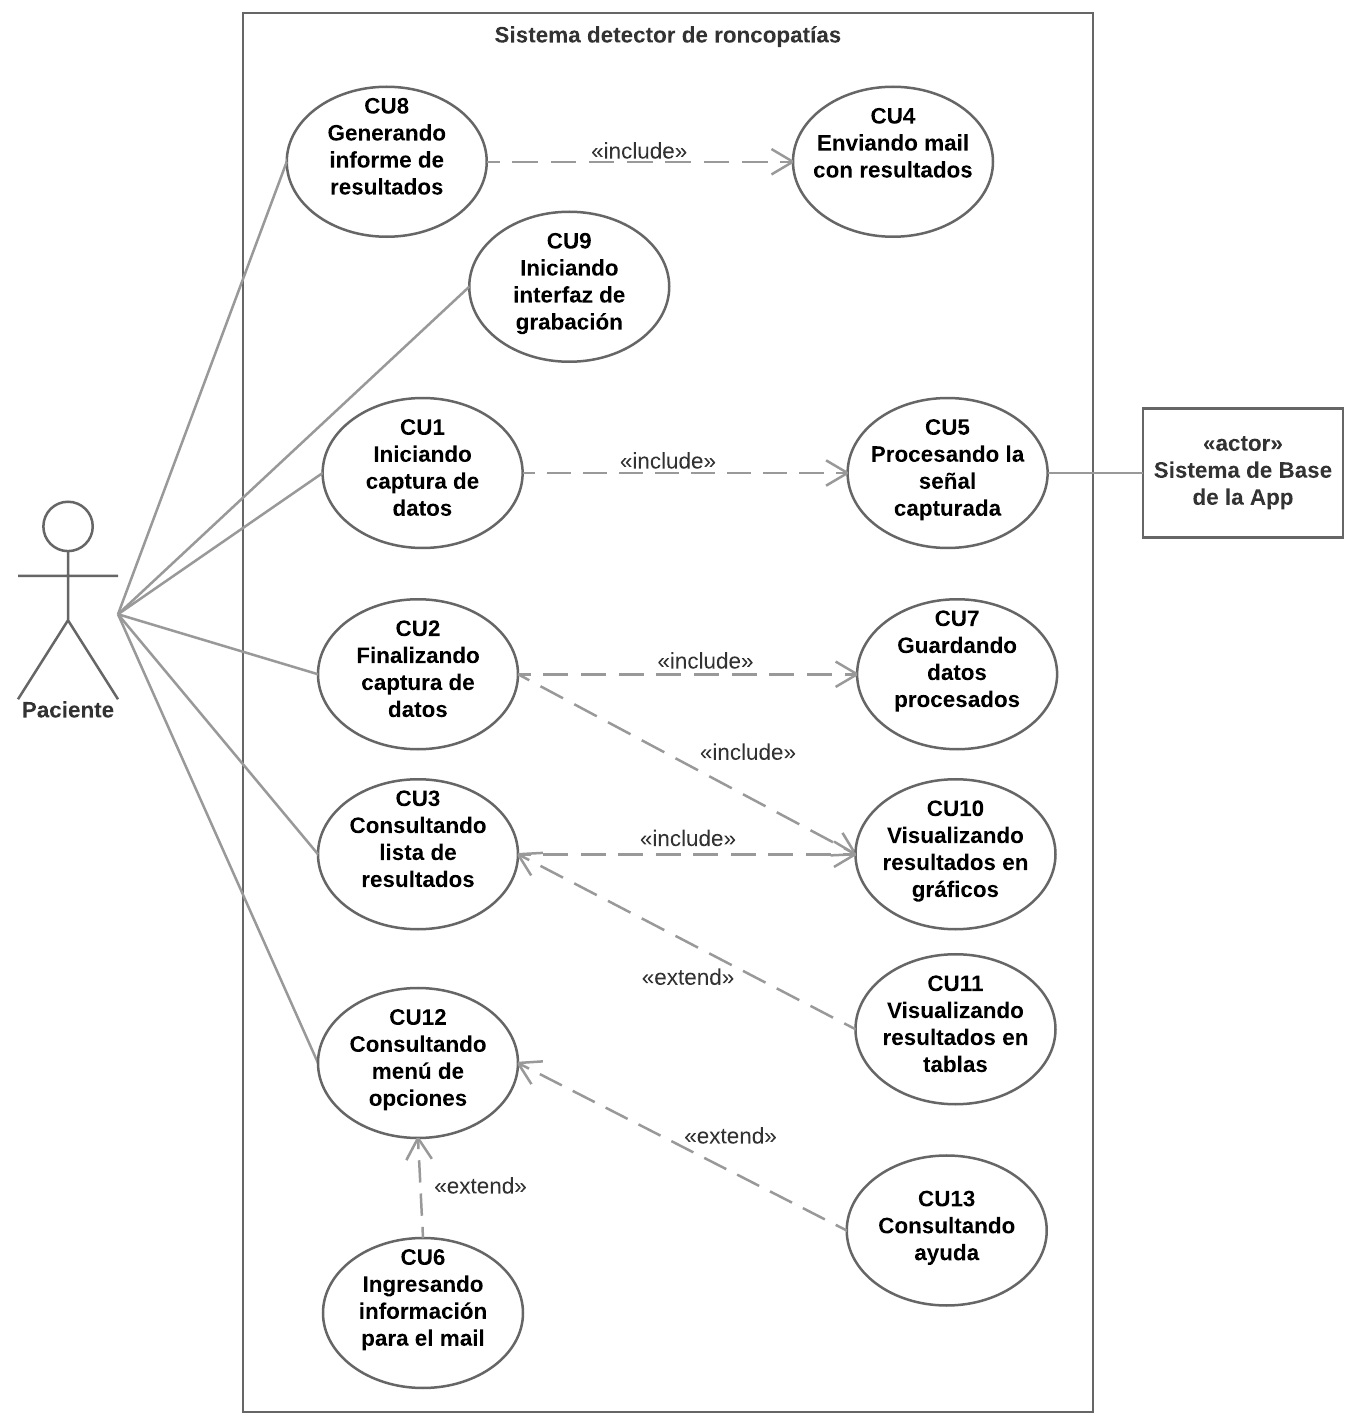 Sistema detector de roncopatías
CU8
Generando
informe de
resultados
«include»
CU4
Enviando mail
con resultados
CU9
Iniciando
interfaz de
grabación
CU1
Iniciando
captura de
datos
«include»
CU5
Procesando la
señal
capturada
«actor»
Sistema de Base
de la App
Paciente
CU2
Finalizando
captura de
datos
«include»
CU7
Guardando
datos
procesados
«include»
CU3
Consultando
lista de
resultados
«include»
CU10
Visualizando
resultados en
gráficos
«extend»
CU11
Visualizando
resultados en
tablas
CU12
Consultando
menú de
opciones
«extend»
«extend»
CU13
Consultando
ayuda
CU6
Ingresando
información
para el mail